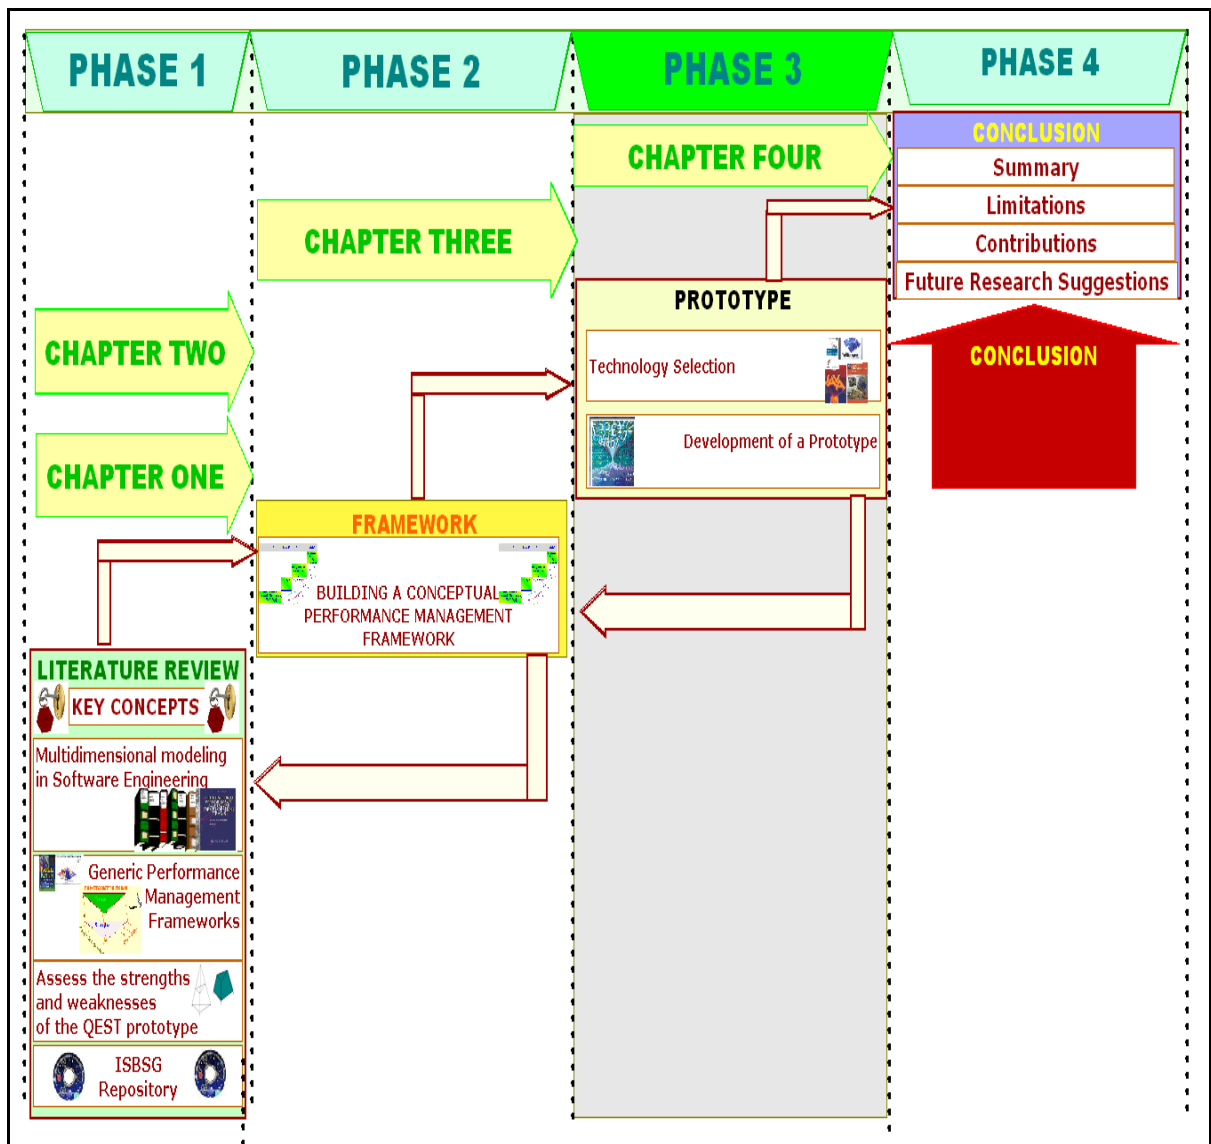 PHASE 1
PHASE 2
PHASE 3
PHASE 4
CHAPTER FOUR
CONCLUSION
Summary
Limitations
Contributions
Future Research Suggestions
CHAPTER THREE
PROTOTYPE
Technology Selection
Development of a Prototype
CONCLUSION
CHAPTER TWO
CHAPTER ONE
FRAMEWORK
BUILDING A CONCEPTUAL
PERFORMANCE MANAGEMENT
FRAMEWORK
LITERATURE REVIEW
KEY CONCEPTS
Multidimensional modeling
in Software Engineering
Generic Performance
Management
Frameworks
Assess the strengths
and weaknesses
of the QEST prototype
ISBSG
Repository